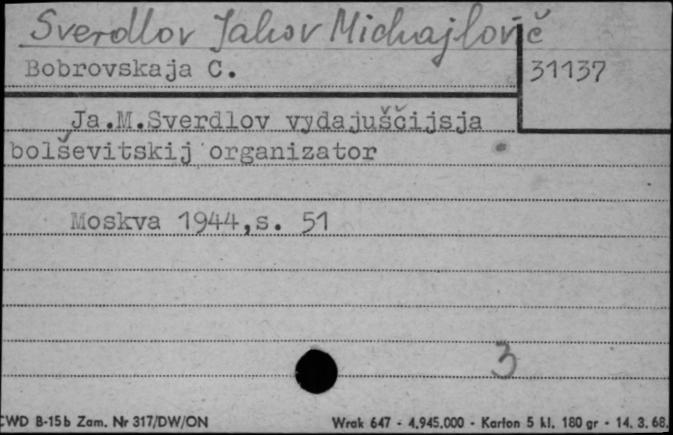 Sverdlov Jakov Michajlovič
Bobrovskaja C.
31137
Ja.M.Sverdlov vydajuščijsja
bolševitskij organizator
Moskva 1944,s. 51
3
CWD B-15b Zam. Nr 317/DW/ON
Wrak 647 - 4.945.000 - Karton 5 kl. 180 gr - 14. 3. 68.